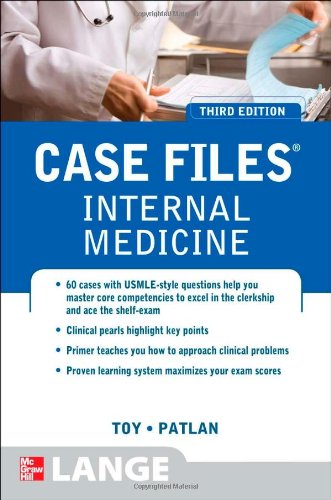 THIRD EDITION
CASE FILES®
INTERNAL
MEDICINE
• 60 cases with USMLE-style questions help you
master core competencies to excel in the clerkship
and ace the shelf-exam
• Clinical pearls highlight key points
• Primer teaches you how to approach clinical problems
• Proven learning system maximizes your exam scores
TOY • PATLAN
Mc
Graw
Hill
LANGE